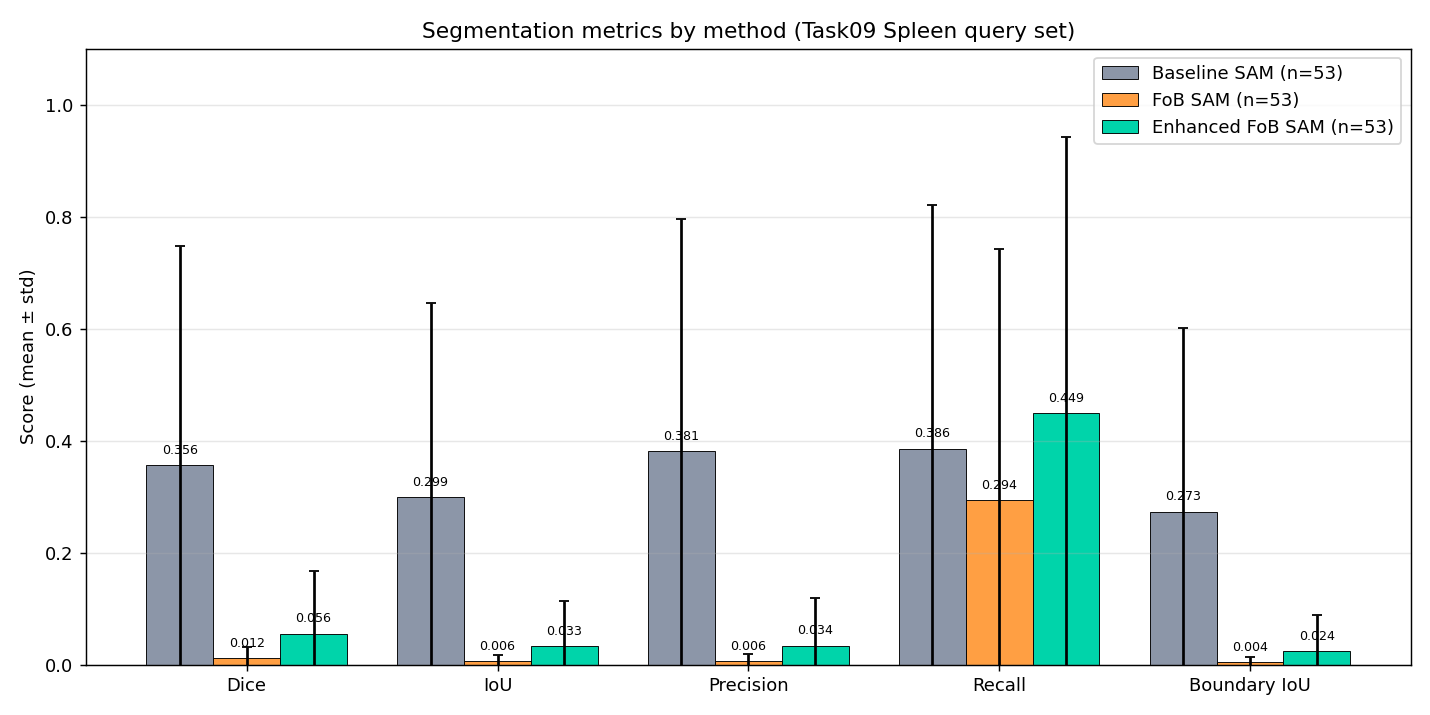 Segmentation metrics by method (Task09 Spleen query set)
Baseline SAM (n=53)
FoB SAM (n=53)
Enhanced FoB SAM (n=53)
Score (mean ± std)
1.0
0.8
0.6
0.4
0.2
0.0
0.356
0.012
0.056
0.299
0.006
0.033
0.381
0.006
0.034
0.386
0.294
0.449
0.273
0.004
0.024
Dice
IoU
Precision
Recall
Boundary IoU